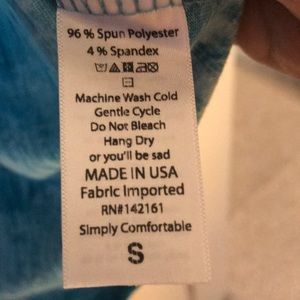 96 % Spun Polyester
4 % Spandex
Machine Wash Cold
Gentle Cycle
Do Not Bleach
Hang Dry
or you'll be sad
MADE IN USA
Fabric Imported
RN#142161
Simply Comfortable
S